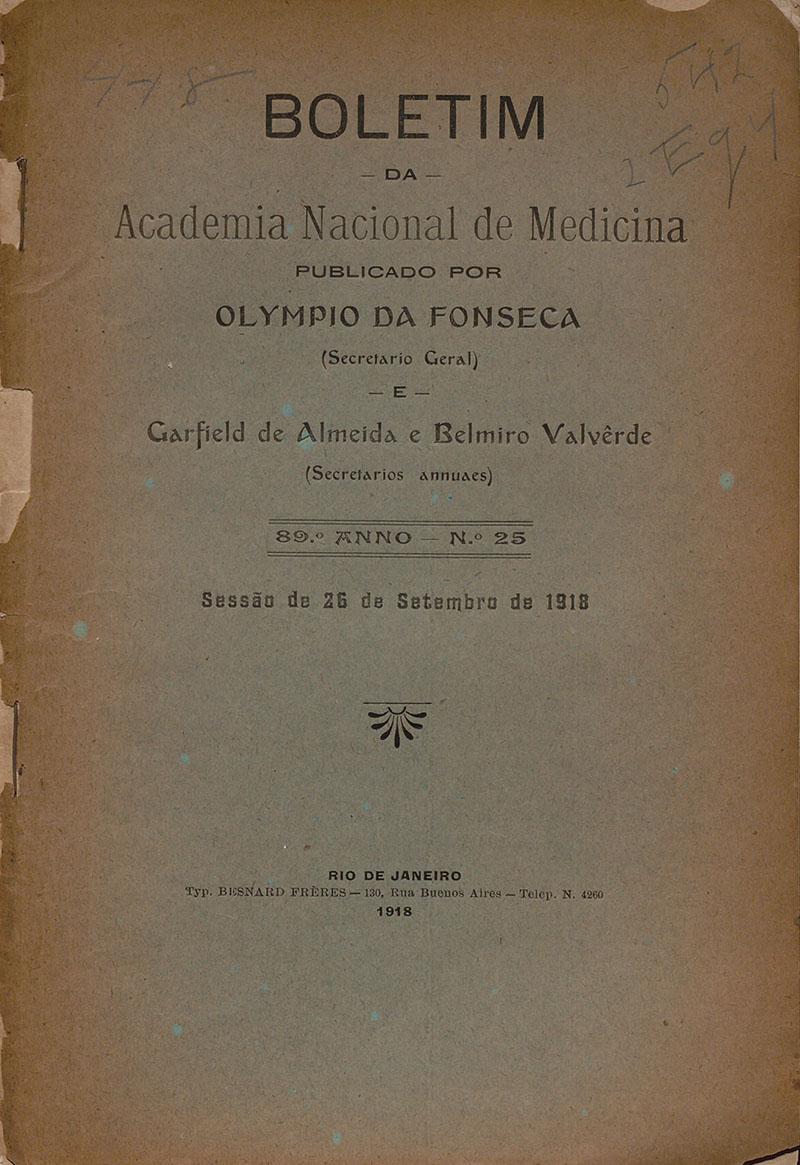 BOLETIM
— DA —
Academia Nacional de Medicina
PUBLICADO POR
OLYMPIO DA FONSECA
(Secretario Geral)
— E —
Garfield de Almeida e Belmiro Valvêrde
(Secretarios annuaes)
89.º ANNO — N.º 25
Sessão de 26 de Setembro de 1918
RIO DE JANEIRO
Typ. BESNARD FRÈRES — 130, Rua Buenos Aires — Telep. N. 4260
1918